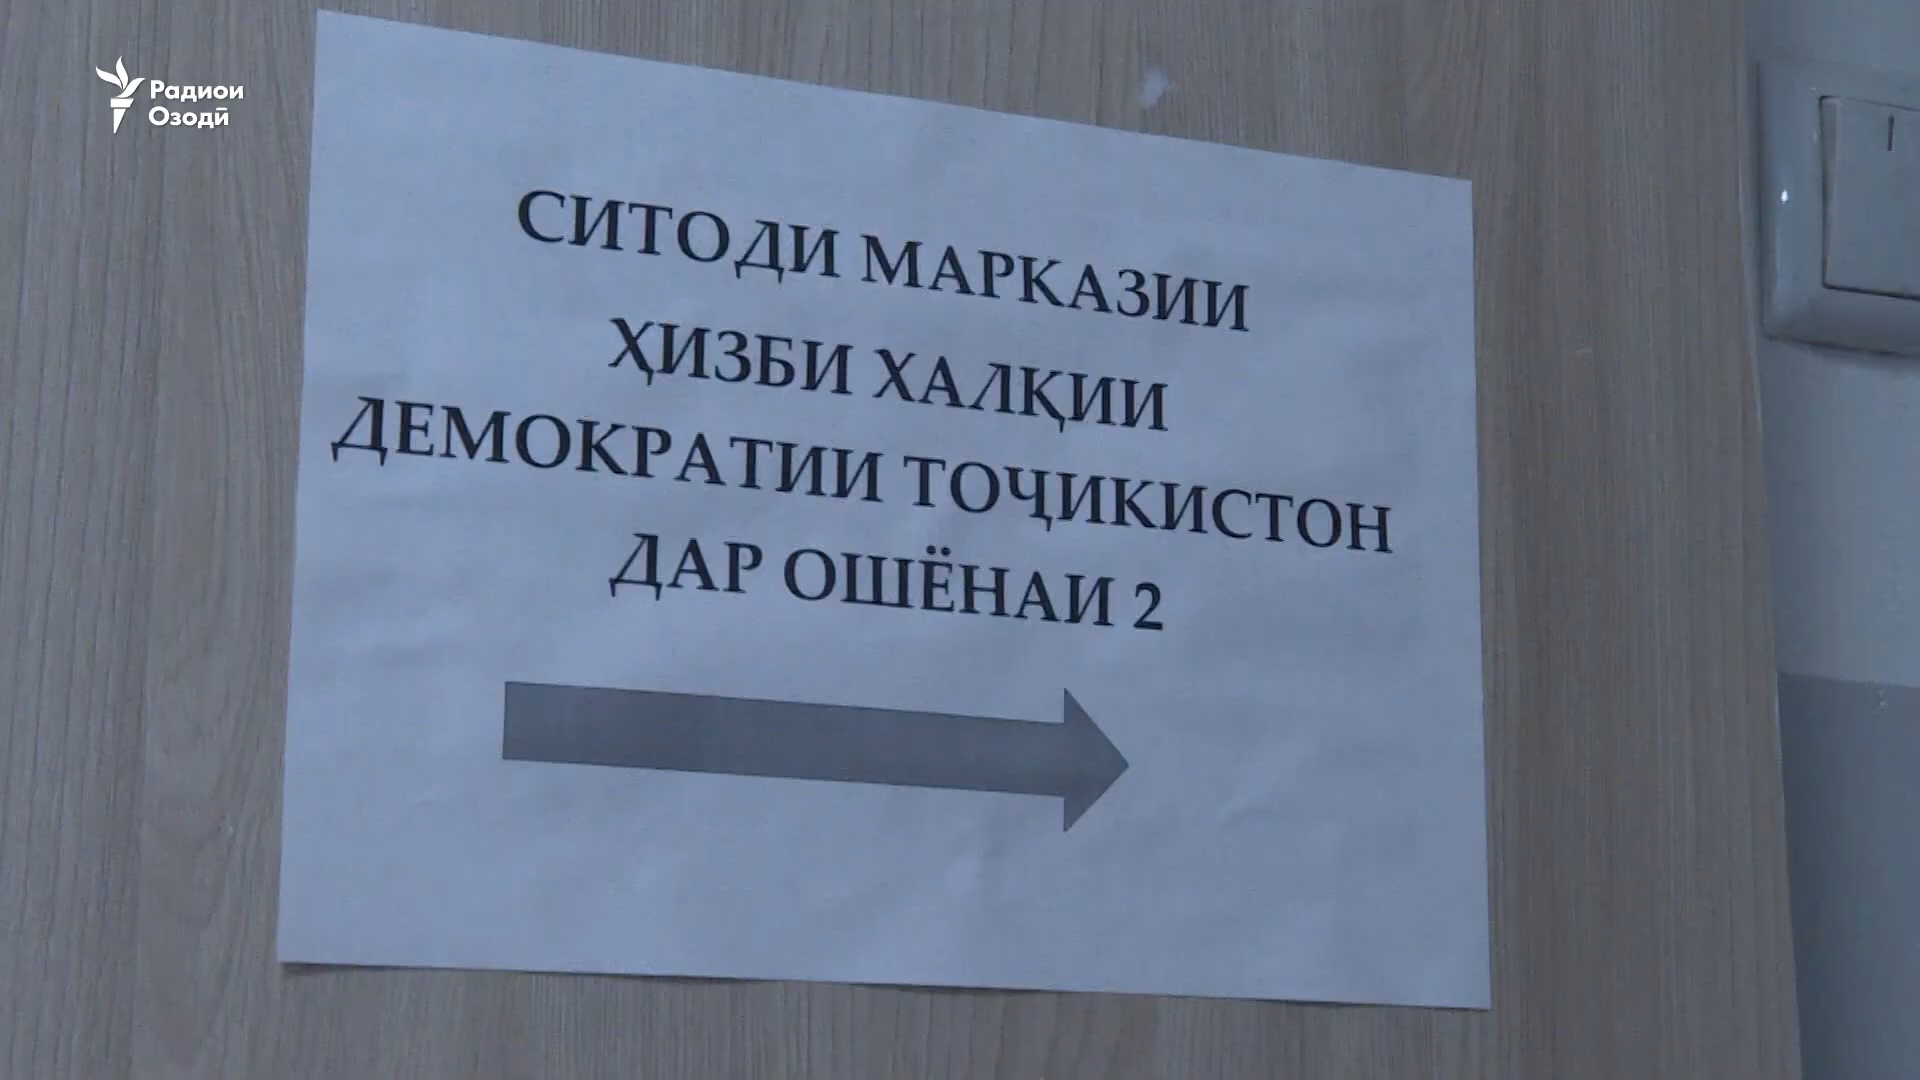 Радиои
Озодӣ
СИТОДИ МАРКАЗИИ
ҲИЗБИ ХАЛҚИИ
ДЕМОКРАТИИ ТОҶИКИСТОН
ДАР ОШЁНАИ 2